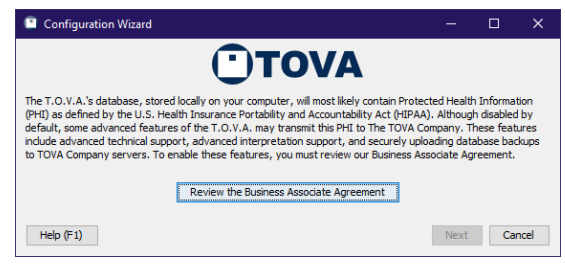 Configuration Wizard
TOVA
The T.O.V.A.'s database, stored locally on your computer, will most likely contain Protected Health Information
(PHI) as defined by the U.S. Health Insurance Portability and Accountability Act (HIPAA). Although disabled by
default, some advanced features of the T.O.V.A. may transmit this PHI to The TOVA Company. These features
include advanced technical support, advanced interpretation support, and securely uploading database backups
to TOVA Company servers. To enable these features, you must review our Business Associate Agreement.
Review the Business Associate Agreement
Help (F1)
Next
Cancel